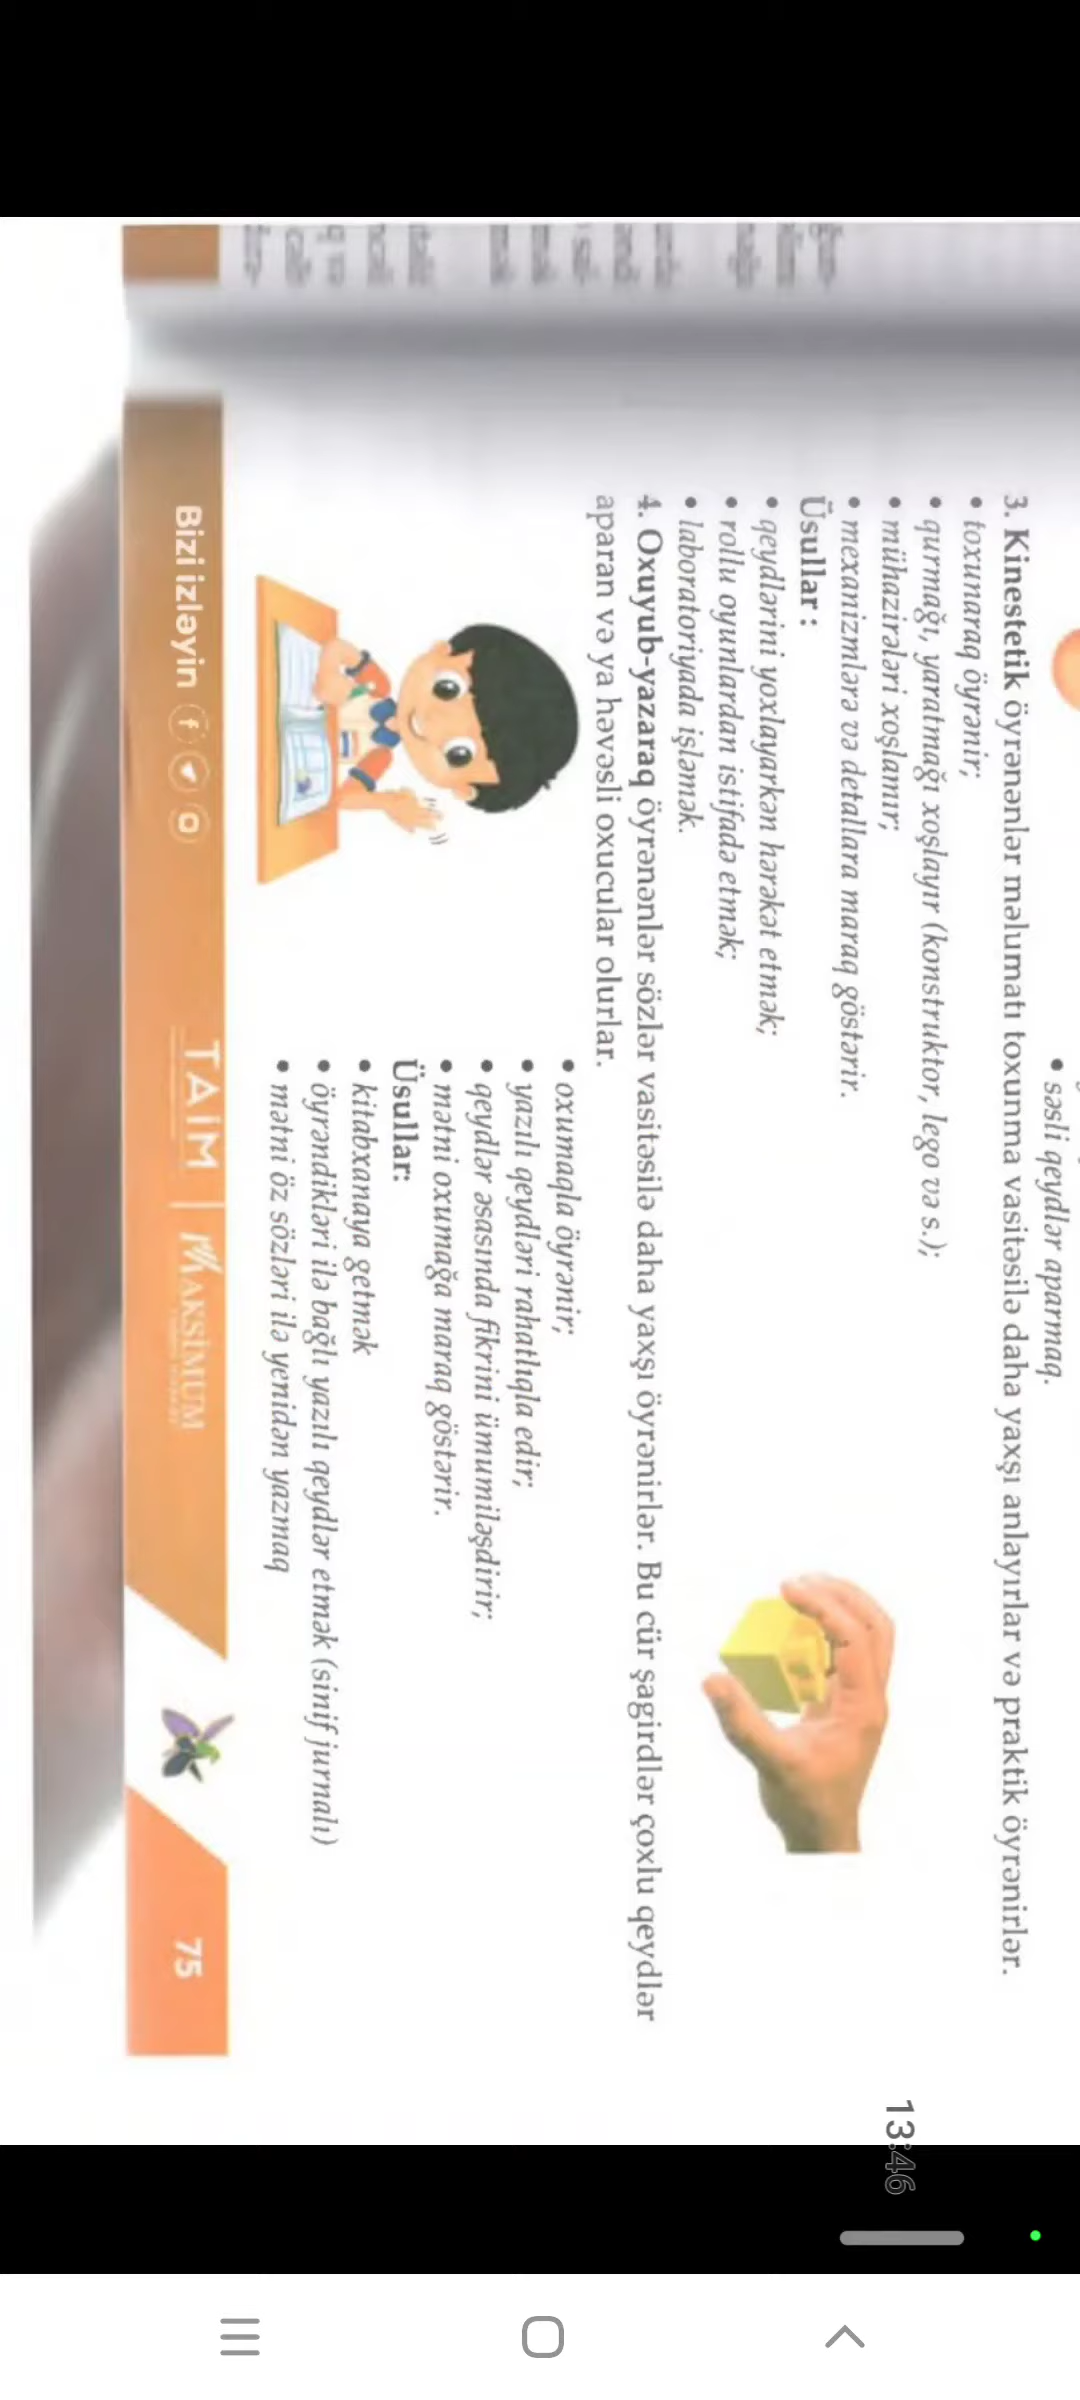 • səsli qeydlər aparmaq.
3. Kinestetik öyrənənlər məlumatı toxunma vasitəsilə daha yaxşı anlayırlar və praktik öyrənirlər.
• toxunaraq öyrənir;
• qurmağı, yaratmağı xoşlayır (konstruktor, lego və s.);
• mühazirələri xoşlamır;
• mexanizmlərə və detallara maraq göstərir.
Üsullar :
• qeydlərini yoxlayarkən hərəkət etmək;
• rollu oyunlardan istifadə etmək;
• laboratoriyada işləmək.
4. Oxuyub-yazaraq öyrənənlər sözlər vasitəsilə daha yaxşı öyrənirlər. Bu cür şagirdlər çoxlu qeydlər
aparan və ya həvəsli oxucular olurlar.
• oxumaqla öyrənir;
• yazılı qeydləri rahatlıqla edir;
• qeydlər əsasında fikrini ümumiləşdirir;
• mətni oxumağa maraq göstərir.
Üsullar:
• kitabxanaya getmək
• öyrəndikləri ilə bağlı yazılı qeydlər etmək (sinif jurnalı)
• mətni öz sözləri ilə yenidən yazmaq
Bizi izləyin
TAİM
MAKSİMUM
75
13:46